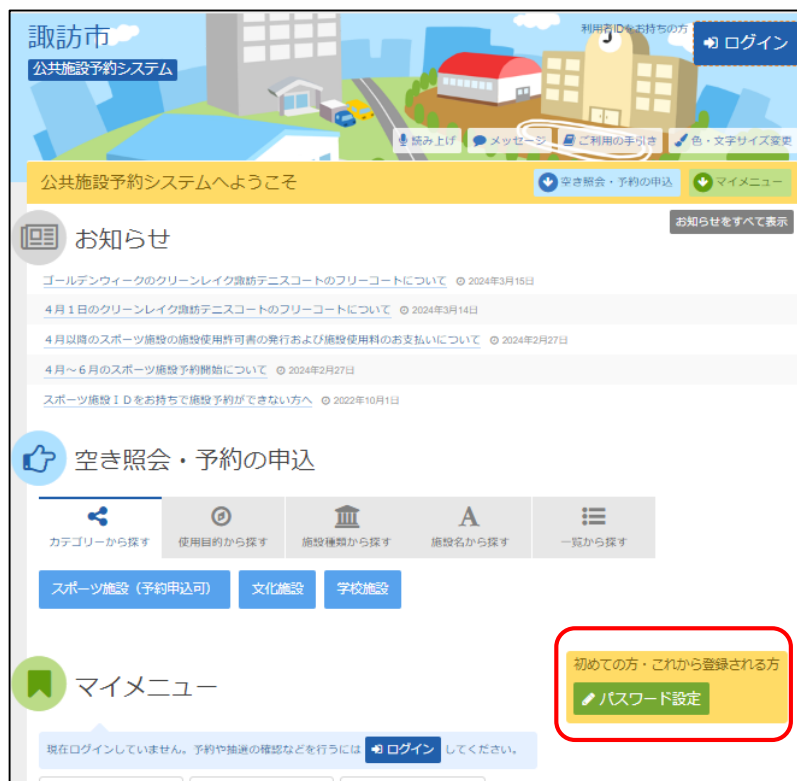 諏訪市
公共施設予約システム
利用者IDをお持ちの方
ログイン
読み上げ
メッセージ
ご利用の手引き
色・文字サイズ変更
公共施設予約システムへようこそ
空き照会・予約の申込
マイメニュー
お知らせをすべて表示
お知らせ
ゴールデンウィークのクリーンレイク諏訪テニスコートのフリーコートについて 2024年3月15日
4月1日のクリーンレイク諏訪テニスコートのフリーコートについて 2024年3月14日
4月以降のスポーツ施設の施設使用許可書の発行および施設使用料のお支払いについて 2024年2月27日
4月~6月のスポーツ施設予約開始について 2024年2月27日
スポーツ施設IDをお持ちで施設予約ができない方へ 2022年10月1日
空き照会・予約の申込
カテゴリーから探す
使用目的から探す
施設種類から探す
A
施設名から探す
一覧から探す
スポーツ施設（予約申込可）
文化施設
学校施設
初めての方・これから登録される方
パスワード設定
マイメニュー
現在ログインしていません。予約や抽選の確認などを行うには ログイン してください。